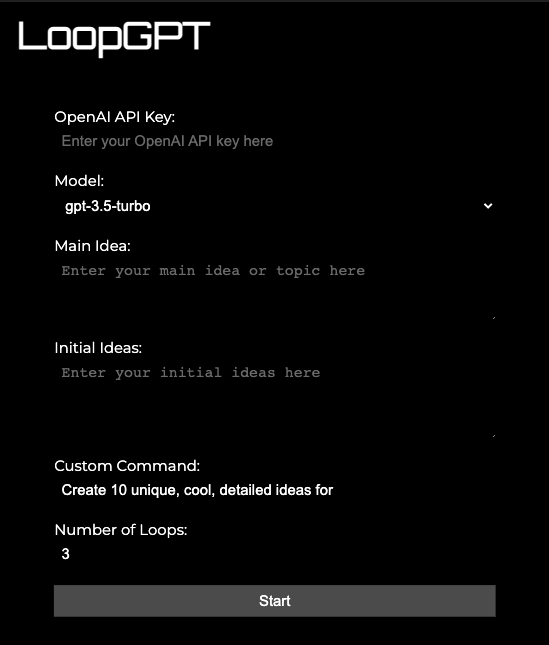 LoopGPT
OpenAI API Key:
Enter your OpenAI API key here
Model:
gpt-3.5-turbo
Main Idea:
Enter your main idea or topic here
Initial Ideas:
Enter your initial ideas here
Custom Command:
Create 10 unique, cool, detailed ideas for
Number of Loops:
3
Start